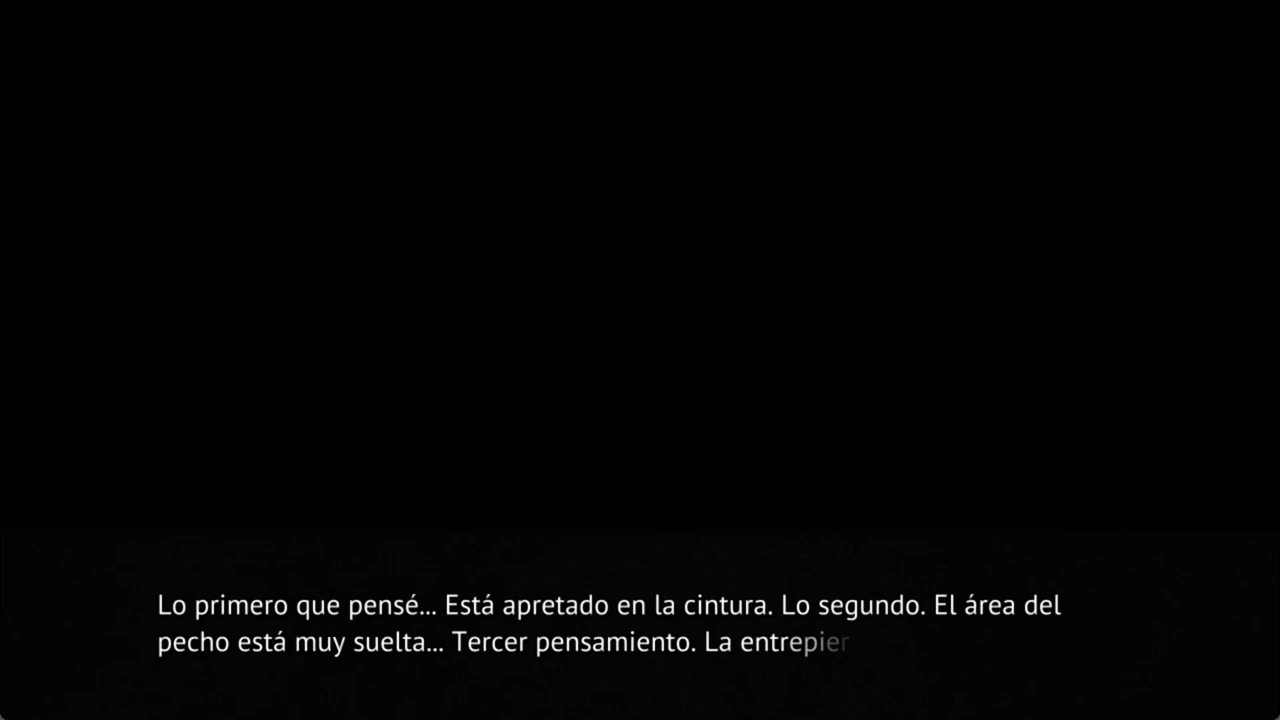 Lo primero que pensé... Está apretado en la cintura. Lo segundo. El área del
pecho está muy suelta... Tercer pensamiento. La entrepier